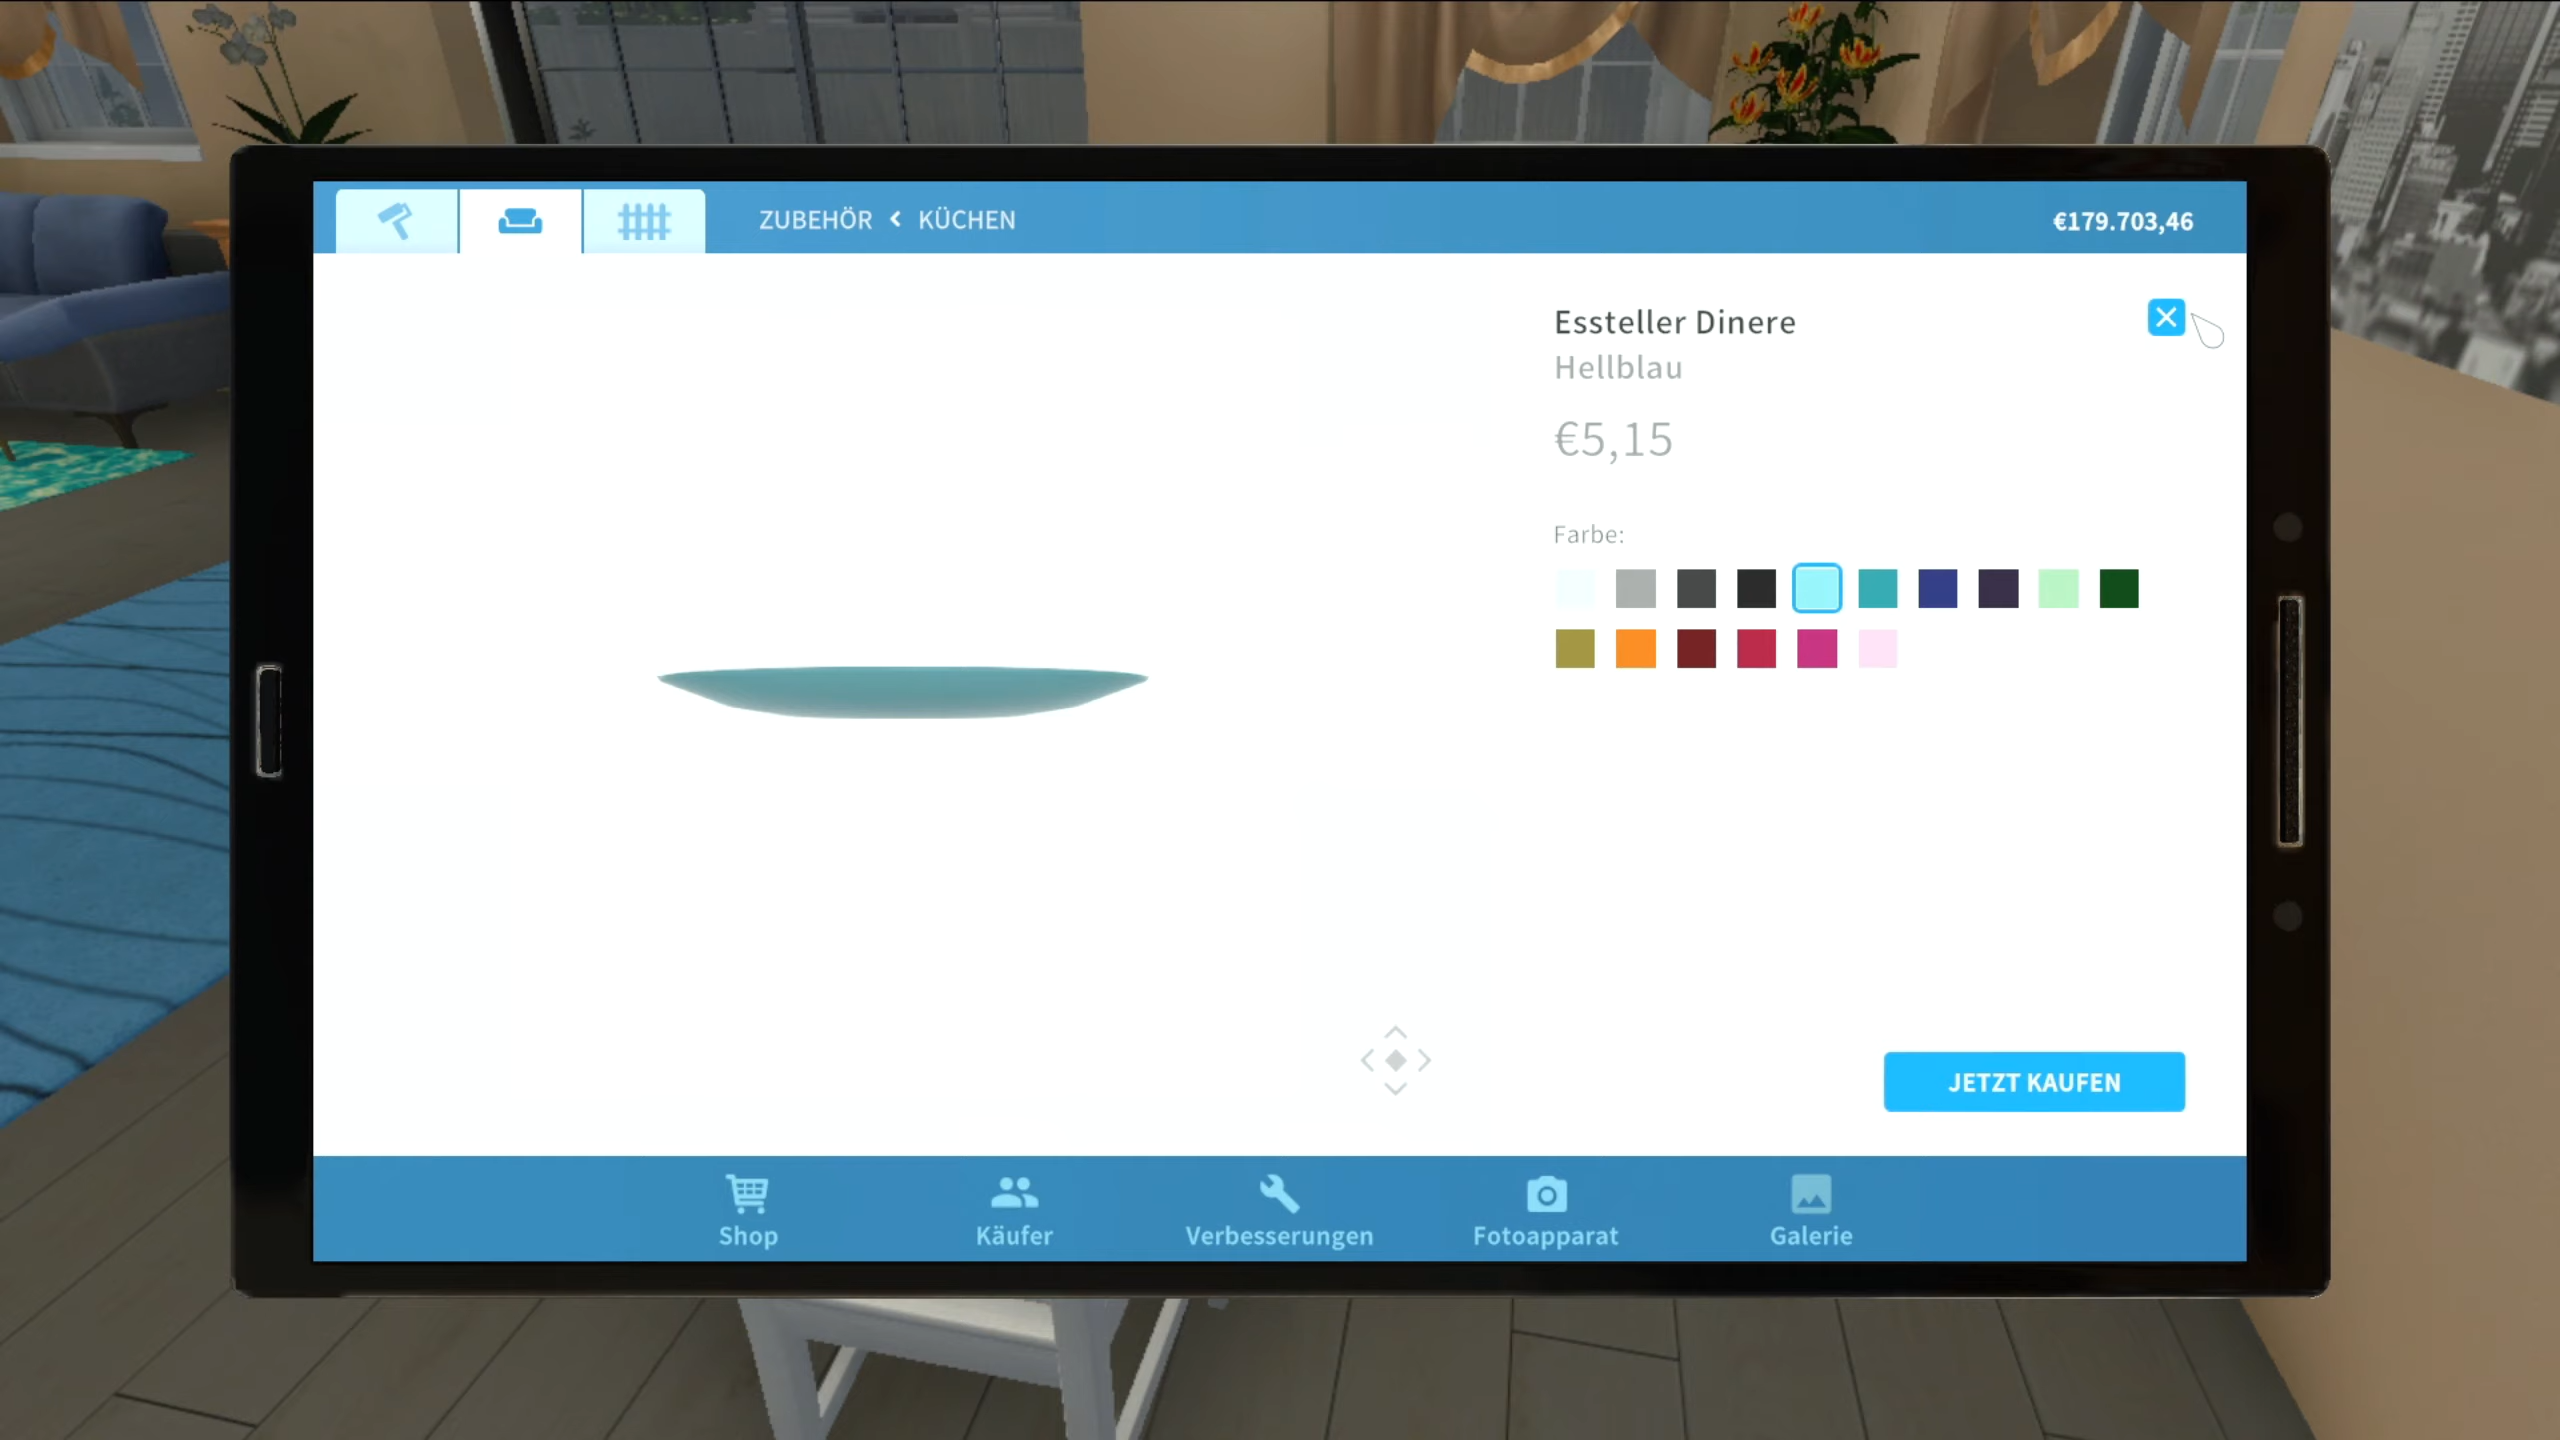 ZUBEHÖR < KÜCHEN
€179.703,46
Essteller Dinere
Hellblau
€5,15
Farbe:
JETZT KAUFEN
Shop
Käufer
Verbesserungen
Fotoapparat
Galerie